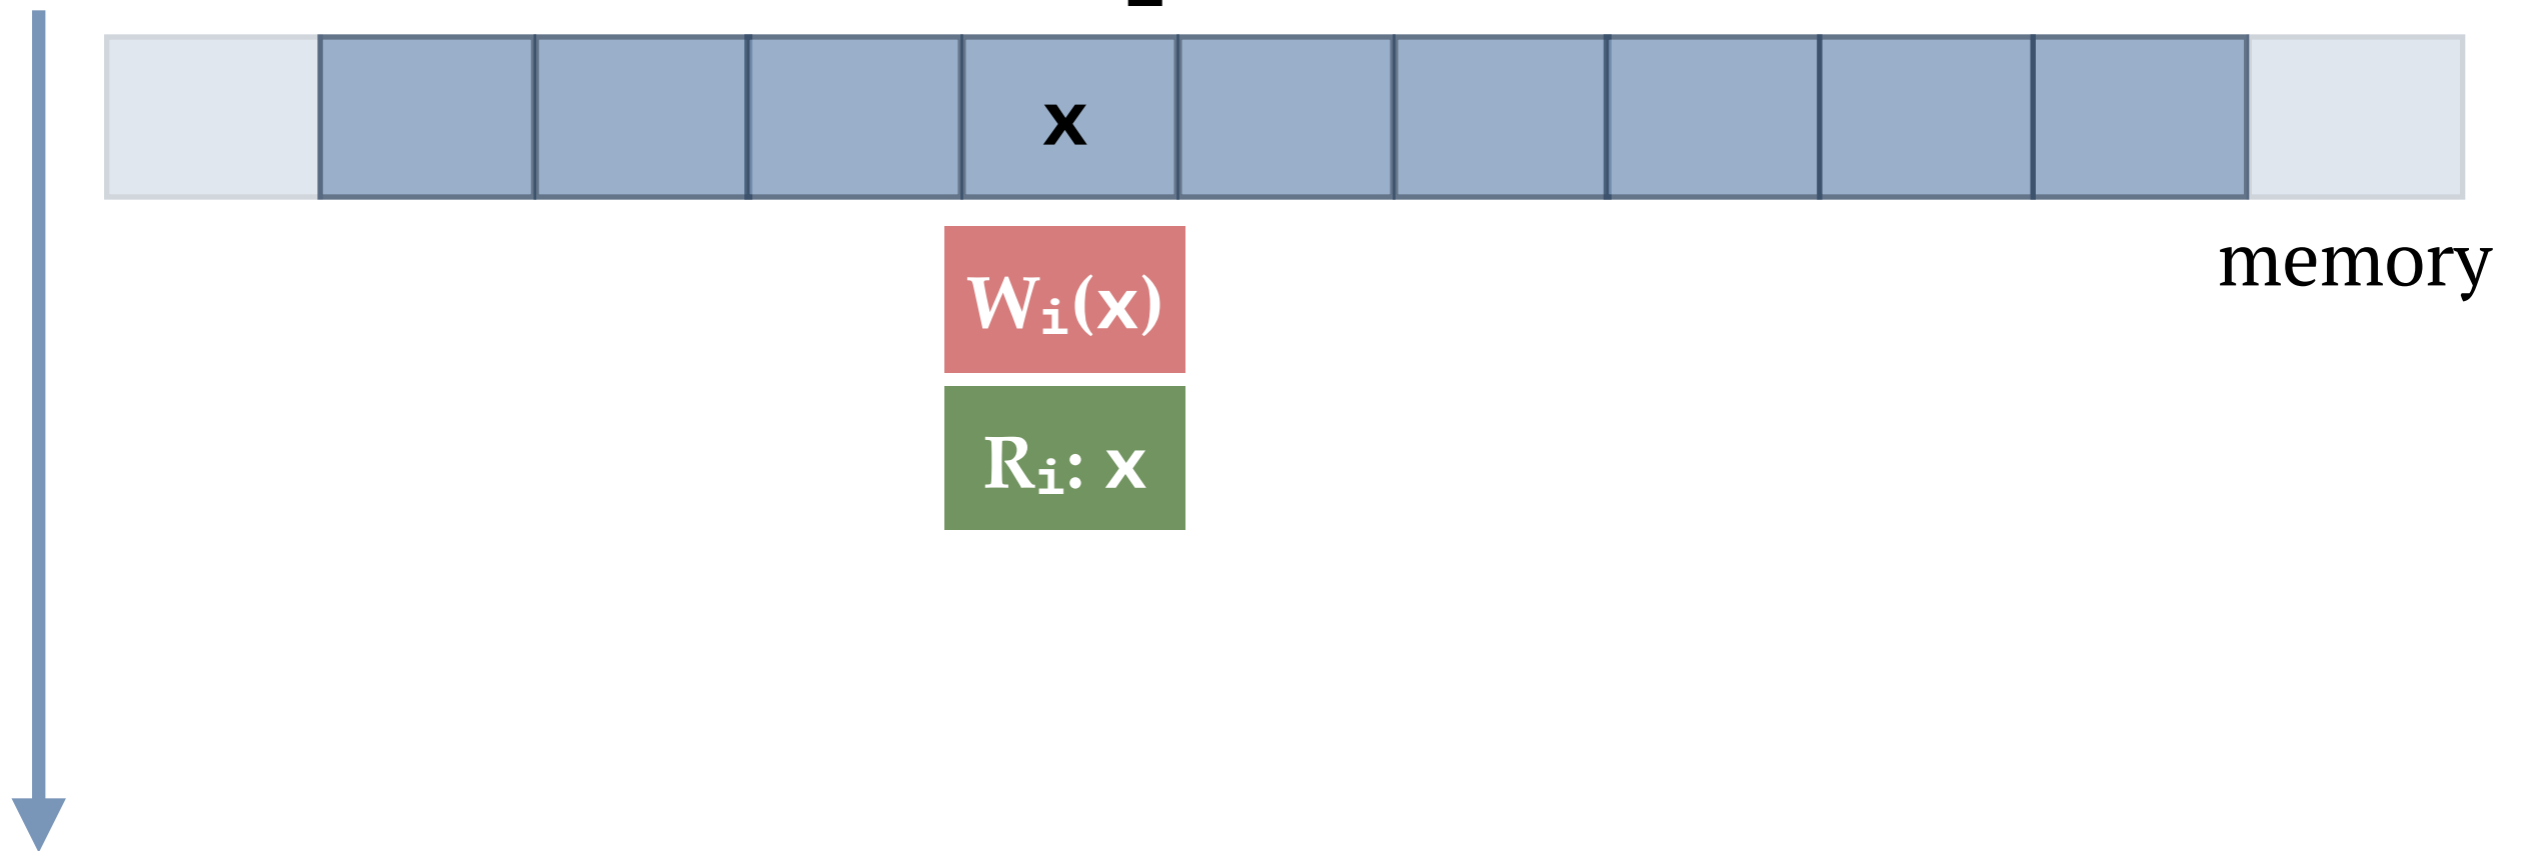 x
memory
Wᵢ(x)
Rᵢ: x